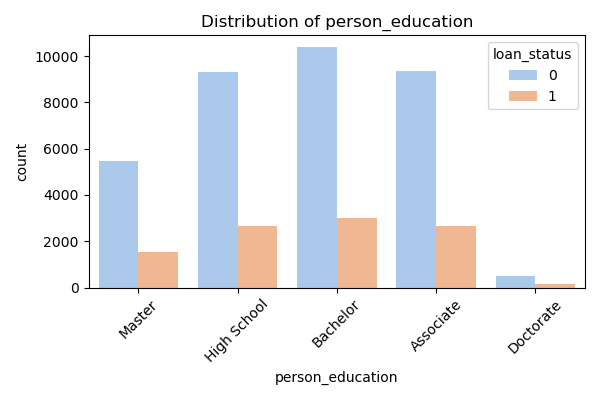 Distribution of person_education
loan_status
0
1
count
10000
8000
6000
4000
2000
0
Master
High School
Bachelor
Associate
Doctorate
person_education